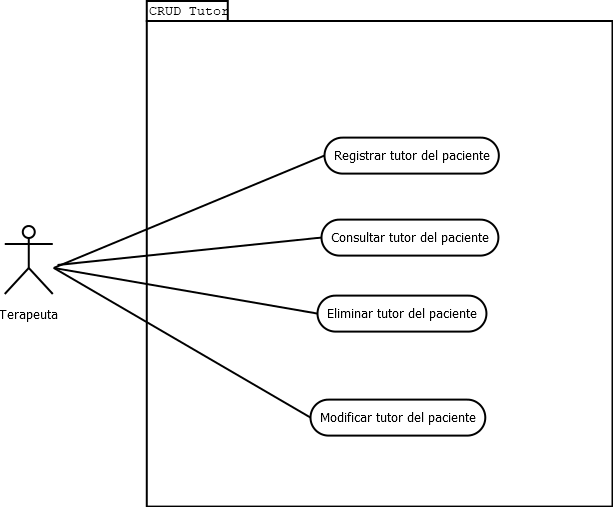 CRUD Tutor
Registrar tutor del paciente
Consultar tutor del paciente
Eliminar tutor del paciente
Terapeuta
Modificar tutor del paciente